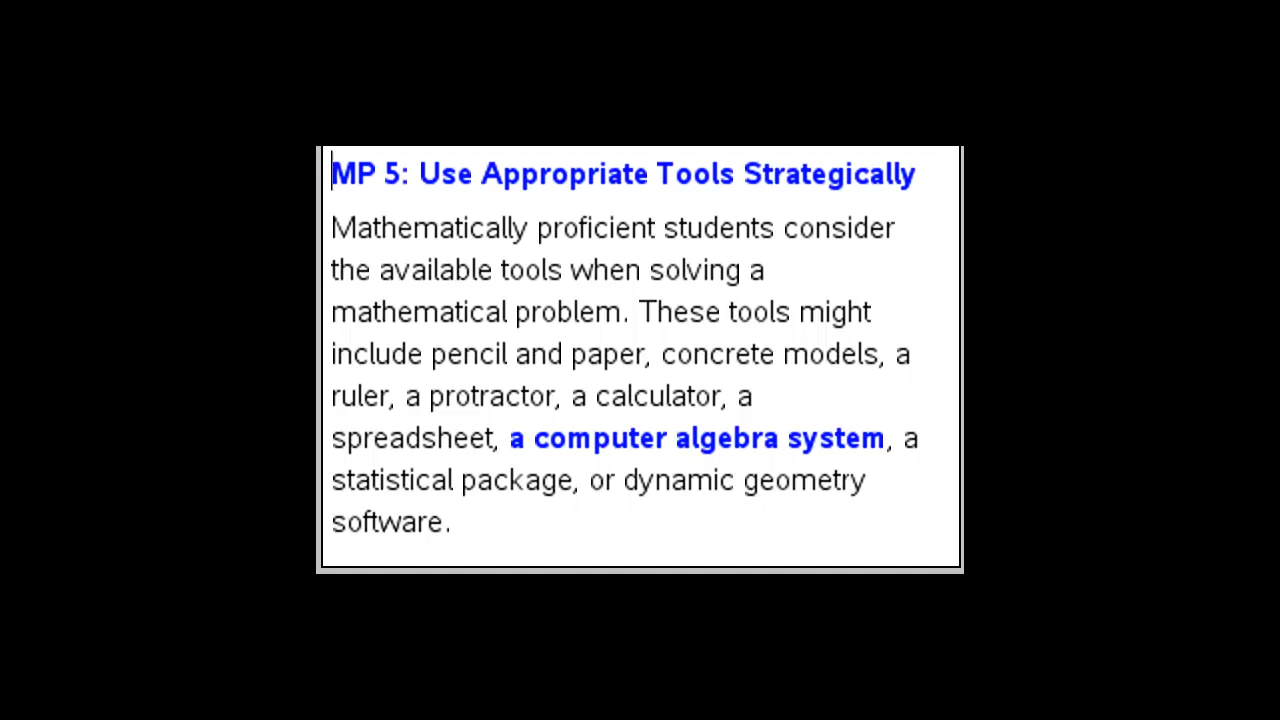 MP 5: Use Appropriate Tools Strategically
Mathematically proficient students consider
the available tools when solving a
mathematical problem. These tools might
include pencil and paper, concrete models, a
ruler, a protractor, a calculator, a
spreadsheet, a computer algebra system, a
statistical package, or dynamic geometry
software.